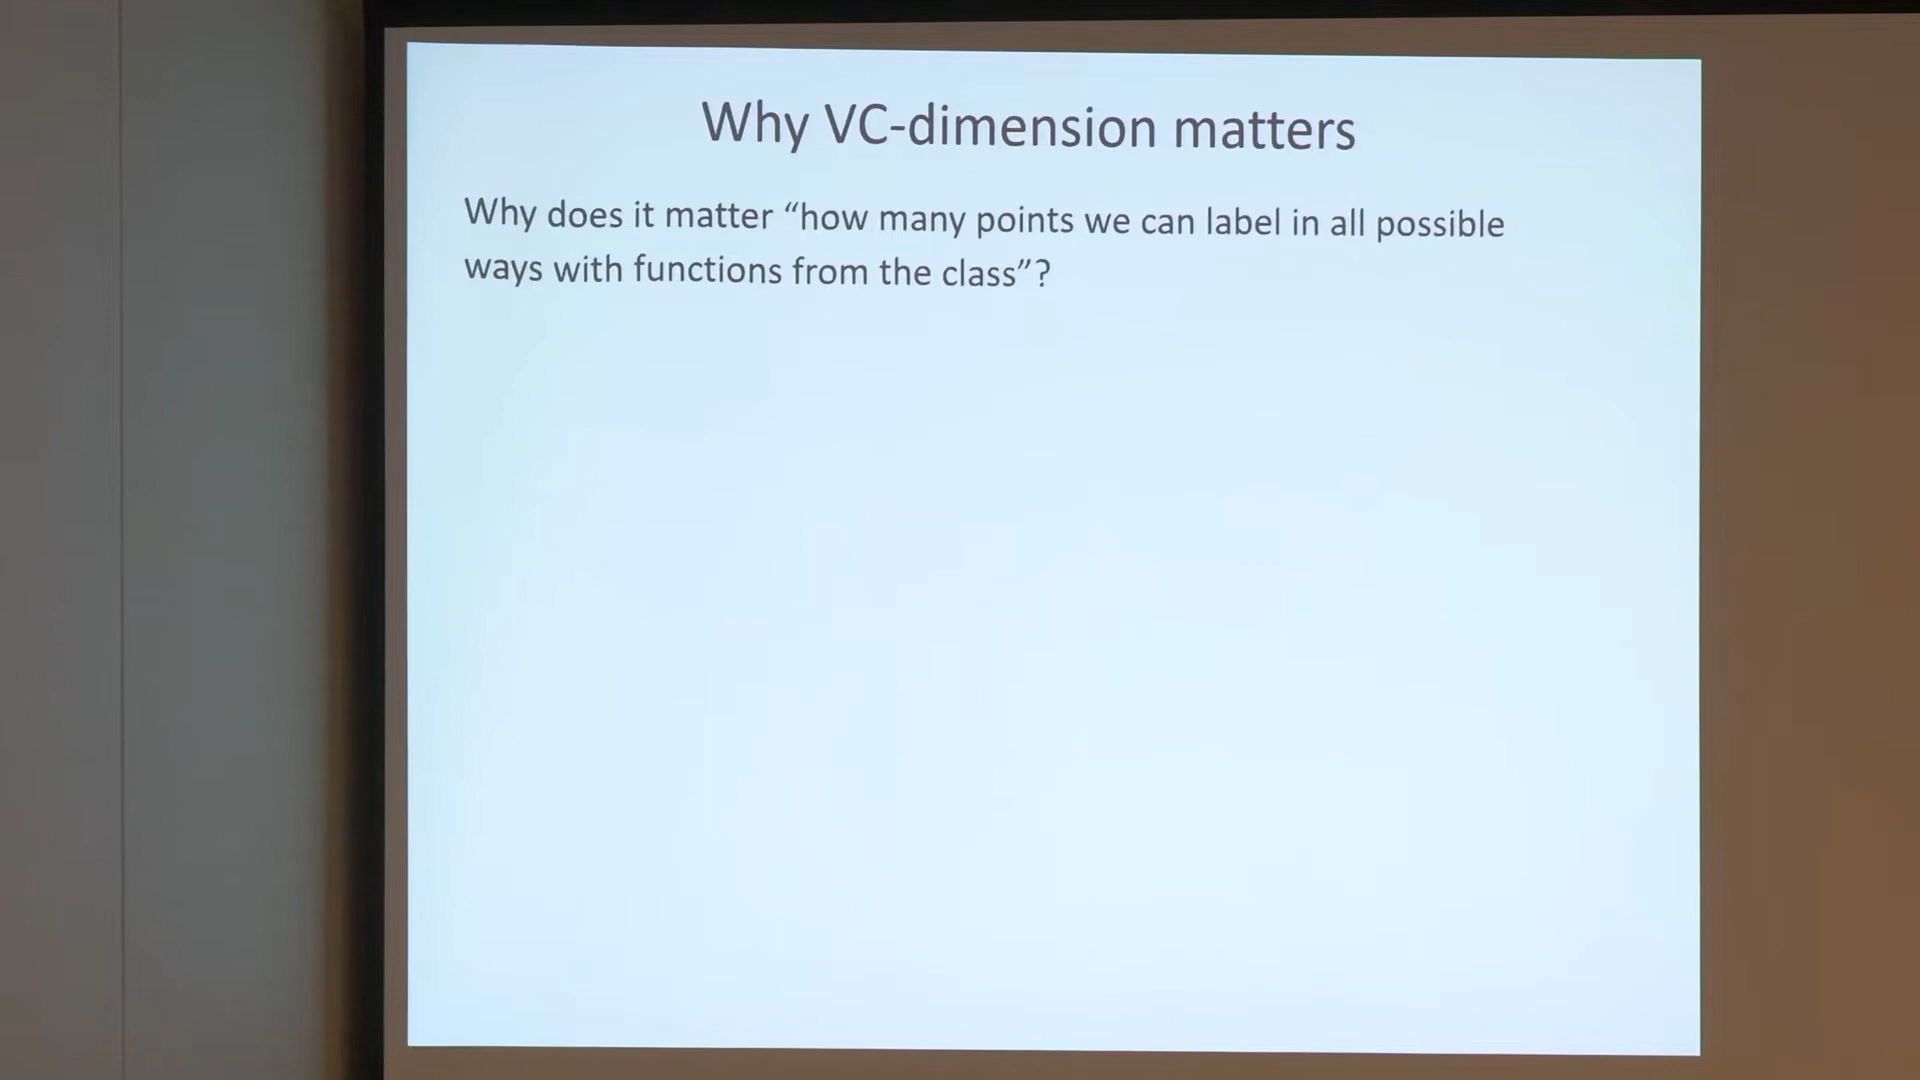 Why VC-dimension matters
Why does it matter “how many points we can label in all possible
ways with functions from the class”?